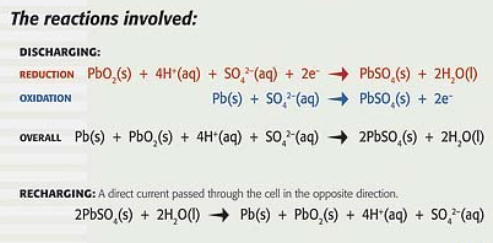 The reactions involved:
DISCHARGING:
REDUCTION PbO₂(s) + 4H⁺(aq) + SO₄²⁻(aq) + 2e⁻ → PbSO₄(s) + 2H₂O(l)
OXIDATION Pb(s) + SO₄²⁻(aq) → PbSO₄(s) + 2e⁻
OVERALL Pb(s) + PbO₂(s) + 4H⁺(aq) + SO₄²⁻(aq) → 2PbSO₄(s) + 2H₂O(l)
RECHARGING: A direct current passed through the cell in the opposite direction.
2PbSO₄(s) + 2H₂O(l) → Pb(s) + PbO₂(s) + 4H⁺(aq) + SO₄²⁻(aq)